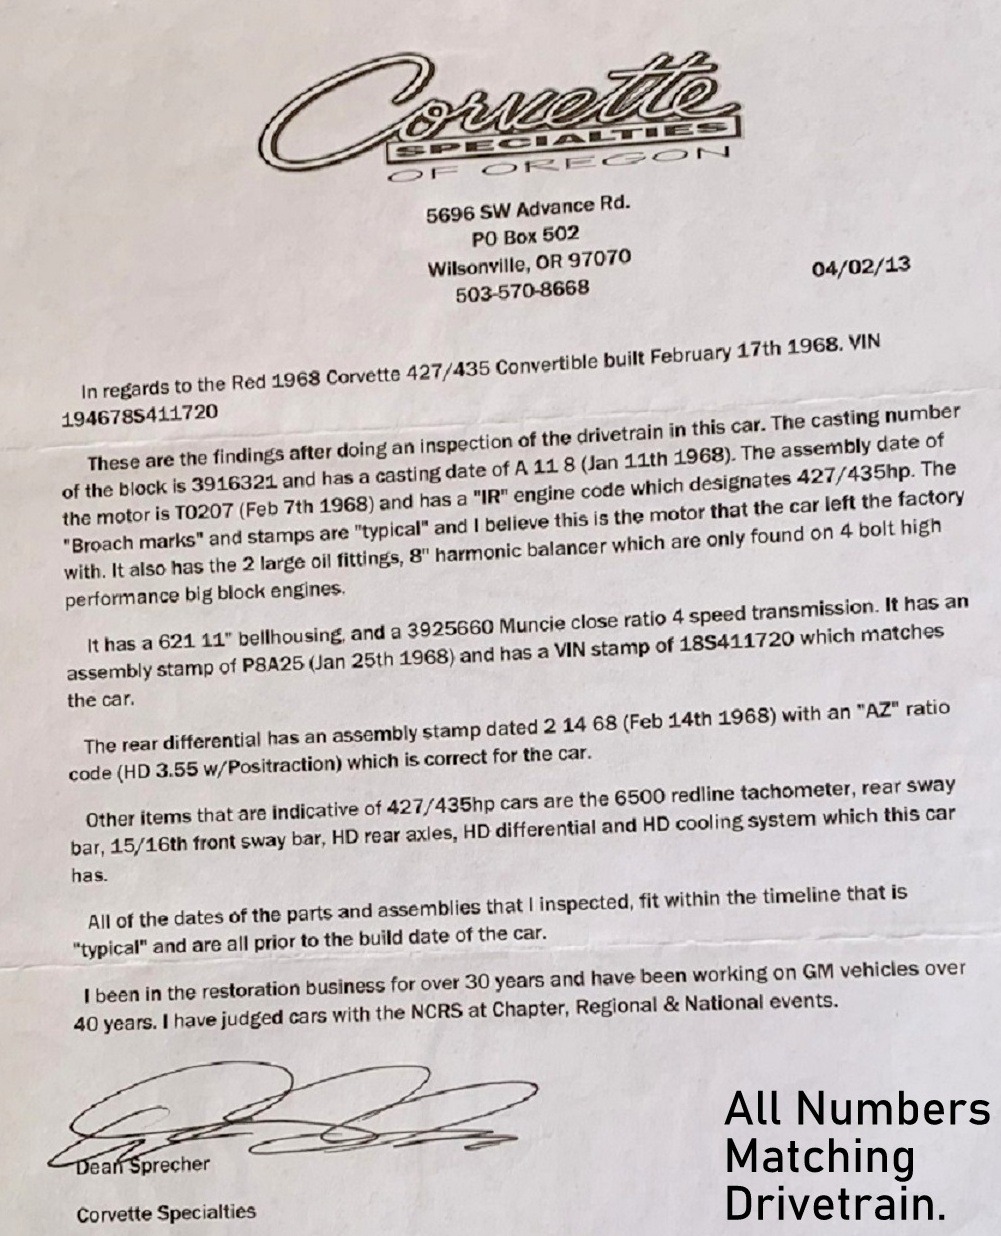 Corvette
SPECIALTIES
OF OREGON
5696 SW Advance Rd.
PO Box 502
Wilsonville, OR 97070
503-570-8668
04/02/13
In regards to the Red 1968 Corvette 427/435 Convertible built February 17th 1968. VIN
194678S411720
These are the findings after doing an inspection of the drivetrain in this car. The casting number
of the block is 3916321 and has a casting date of A 11 8 (Jan 11th 1968). The assembly date of
the motor is T0207 (Feb 7th 1968) and has a "IR" engine code which designates 427/435hp. The
"Broach marks" and stamps are "typical" and I believe this is the motor that the car left the factory
with. It also has the 2 large oil fittings, 8" harmonic balancer which are only found on 4 bolt high
performance big block engines.
It has a 621 11" bellhousing, and a 3925660 Muncie close ratio 4 speed transmission. It has an
assembly stamp of P8A25 (Jan 25th 1968) and has a VIN stamp of 18S411720 which matches
the car.
The rear differential has an assembly stamp dated 2 14 68 (Feb 14th 1968) with an "AZ" ratio
code (HD 3.55 w/Positraction) which is correct for the car.
Other items that are indicative of 427/435hp cars are the 6500 redline tachometer, rear sway
bar, 15/16th front sway bar, HD rear axles, HD differential and HD cooling system which this car
has.
All of the dates of the parts and assemblies that I inspected, fit within the timeline that is
"typical" and are all prior to the build date of the car.
I been in the restoration business for over 30 years and have been working on GM vehicles over
40 years. I have judged cars with the NCRS at Chapter, Regional & National events.
Dean Sprecher
Corvette Specialties
All Numbers
Matching
Drivetrain.